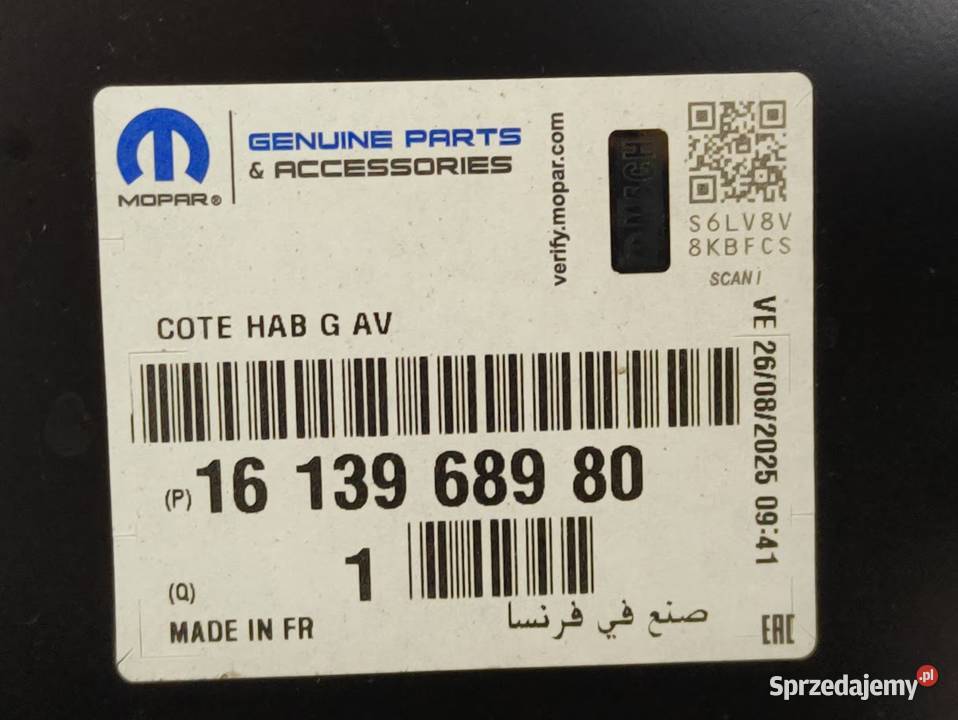 MOPAR®
GENUINE PARTS
& ACCESSORIES
verify.mopar.com
S6LV8V
8KBFCS
SCAN
COTE HAB G AV
VE 26/08/2025 09:41
(P) 16 139 689 80
(Q) 1
MADE IN FR
صنع في فرنسا
EAC
Sprzedajemy.pl